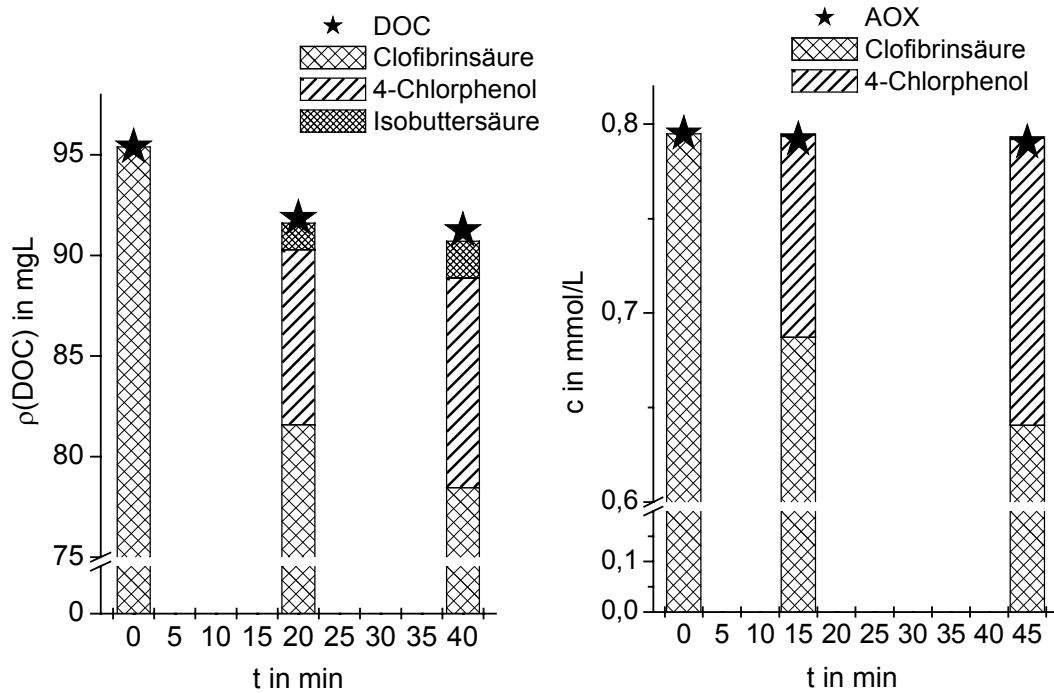 DOC
Clofibrinsäure
4-Chlorphenol
Isobuttersäure
95
90
85
80
75
0
ρ(DOC) in mgL
0 5 10 15 20 25 30 35 40
t in min
AOX
Clofibrinsäure
4-Chlorphenol
0,8
0,7
0,6
0,1
0,0
c in mmol/L
0 5 10 15 20 25 30 35 40 45
t in min